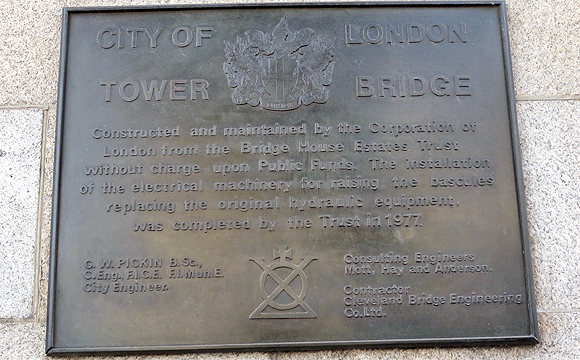 CITY OF LONDON
TOWER BRIDGE
Constructed and maintained by the Corporation of
London from the Bridge House Estates Trust
without charge upon Public Funds. The installation
of the electrical machinery for raising the bascules
replacing the original hydraulic equipment,
was completed by the Trust in 1977.
G. W. PICKIN B.Sc.,
C.Eng., F.I.C.E. F.I.Mun.E.
City Engineer.
Consulting Engineers
Mott, Hay and Anderson.
Contractor
Cleveland Bridge Engineering
Co.Ltd.